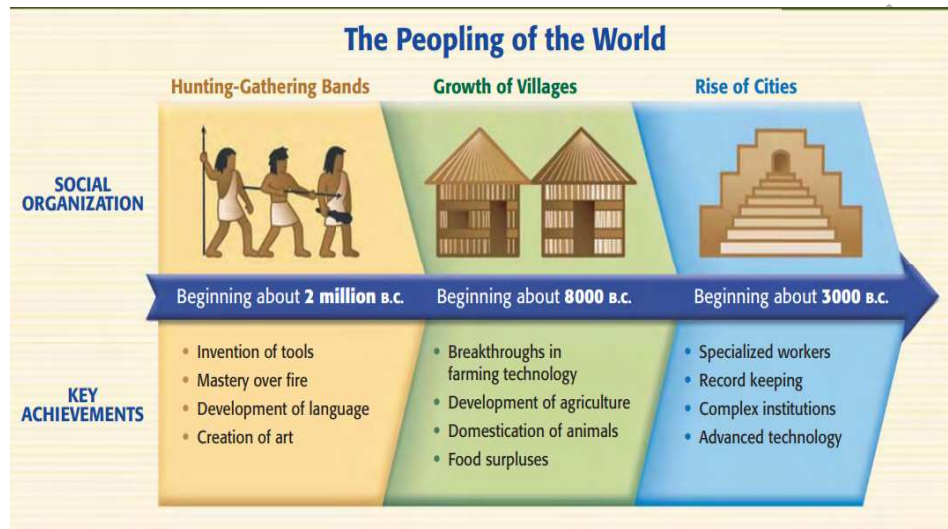 The Peopling of the World
Hunting-Gathering Bands
Growth of Villages
Rise of Cities
SOCIAL
ORGANIZATION
Beginning about 2 million B.C.
Beginning about 8000 B.C.
Beginning about 3000 B.C.
KEY
ACHIEVEMENTS
• Invention of tools
• Mastery over fire
• Development of language
• Creation of art
• Breakthroughs in
farming technology
• Development of agriculture
• Domestication of animals
• Food surpluses
• Specialized workers
• Record keeping
• Complex institutions
• Advanced technology